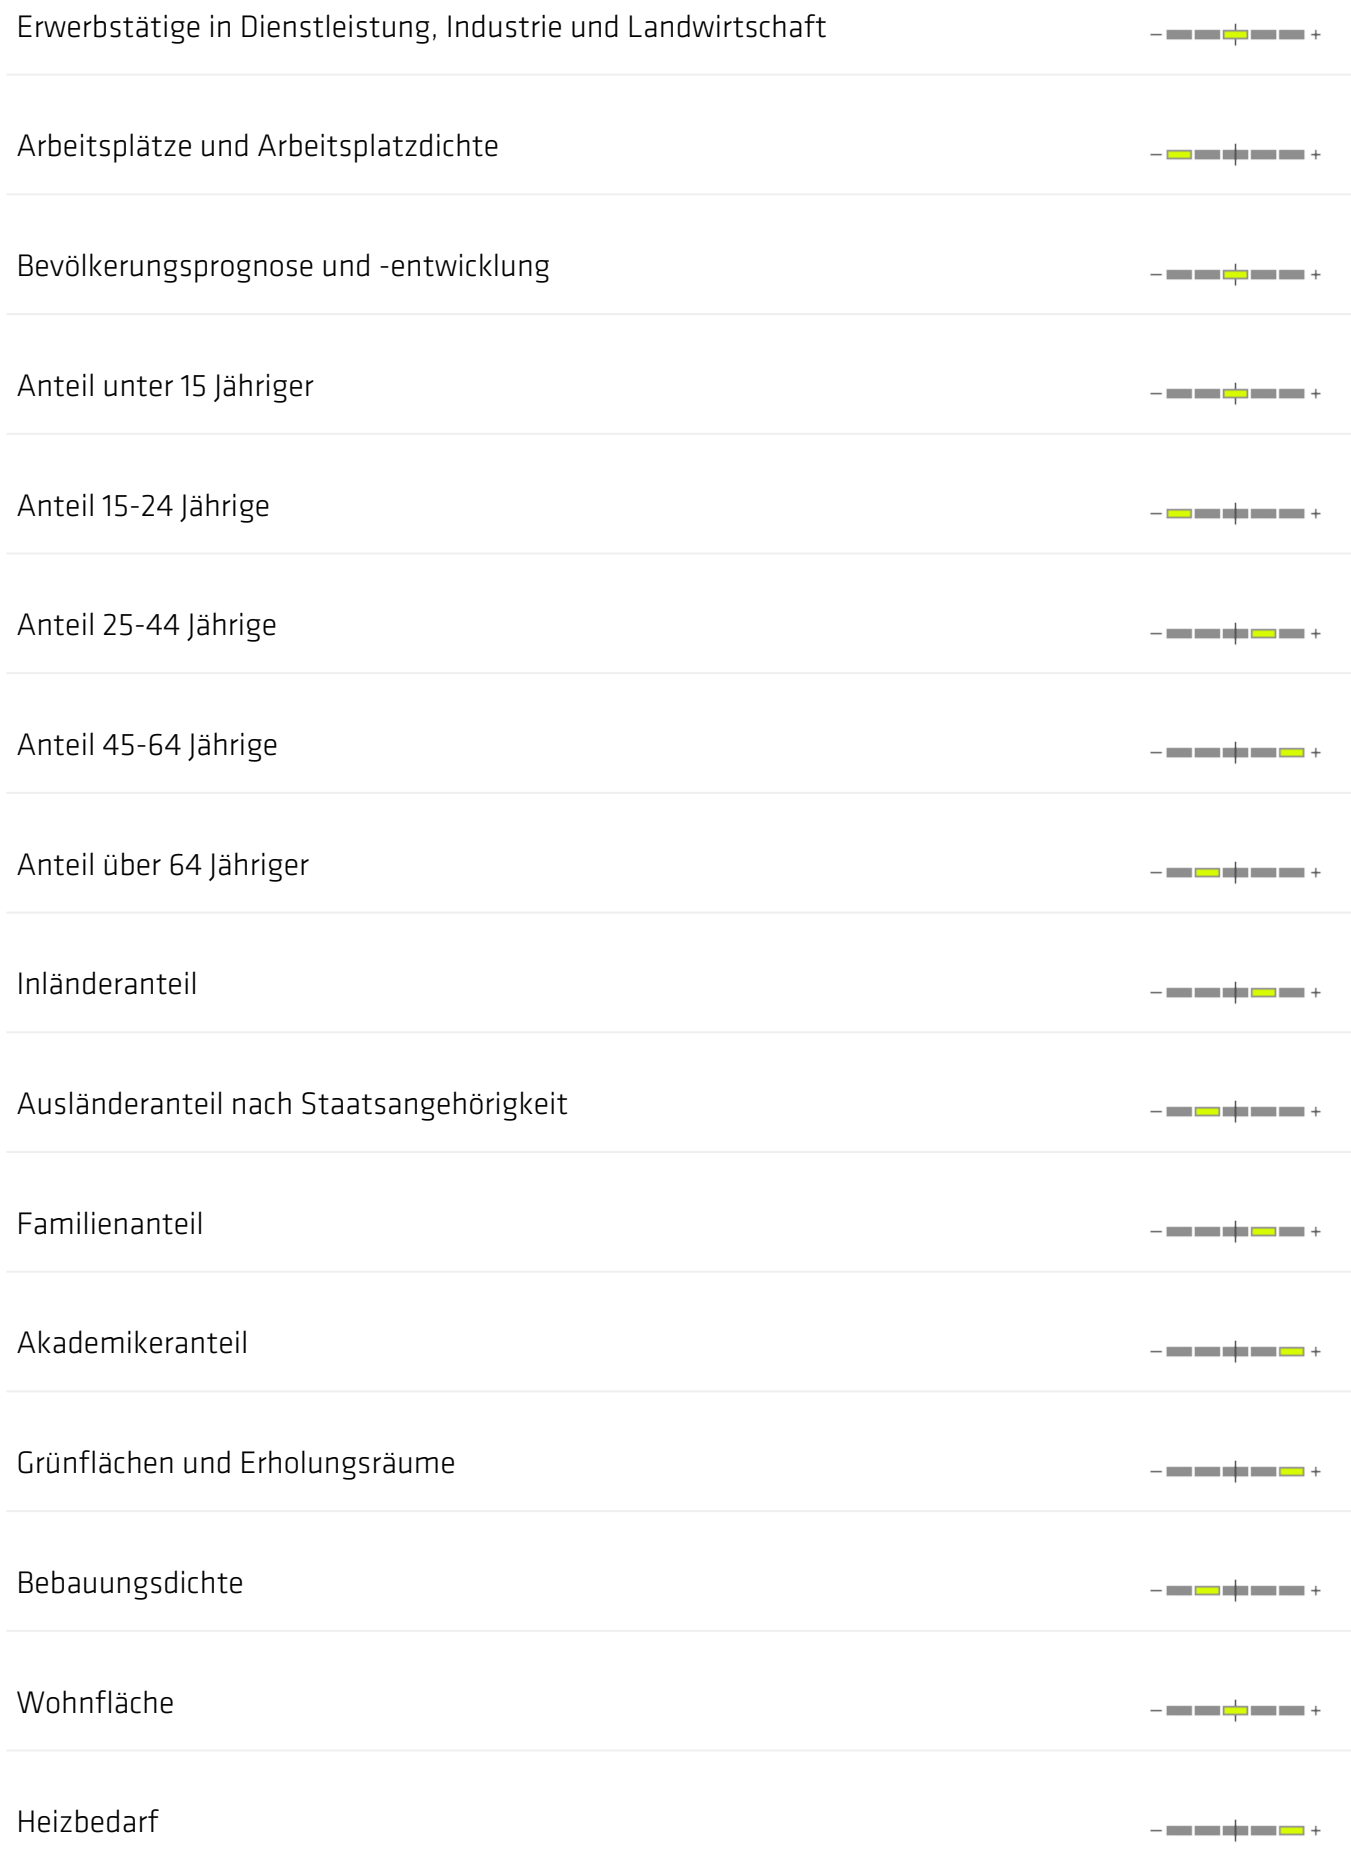 Erwerbstätige in Dienstleistung, Industrie und Landwirtschaft − +
Arbeitsplätze und Arbeitsplatzdichte − +
Bevölkerungsprognose und -entwicklung − +
Anteil unter 15 Jähriger − +
Anteil 15-24 Jährige − +
Anteil 25-44 Jährige − +
Anteil 45-64 Jährige − +
Anteil über 64 Jähriger − +
Inländeranteil − +
Ausländeranteil nach Staatsangehörigkeit − +
Familienanteil − +
Akademikeranteil − +
Grünflächen und Erholungsräume − +
Bebauungsdichte − +
Wohnfläche − +
Heizbedarf − +